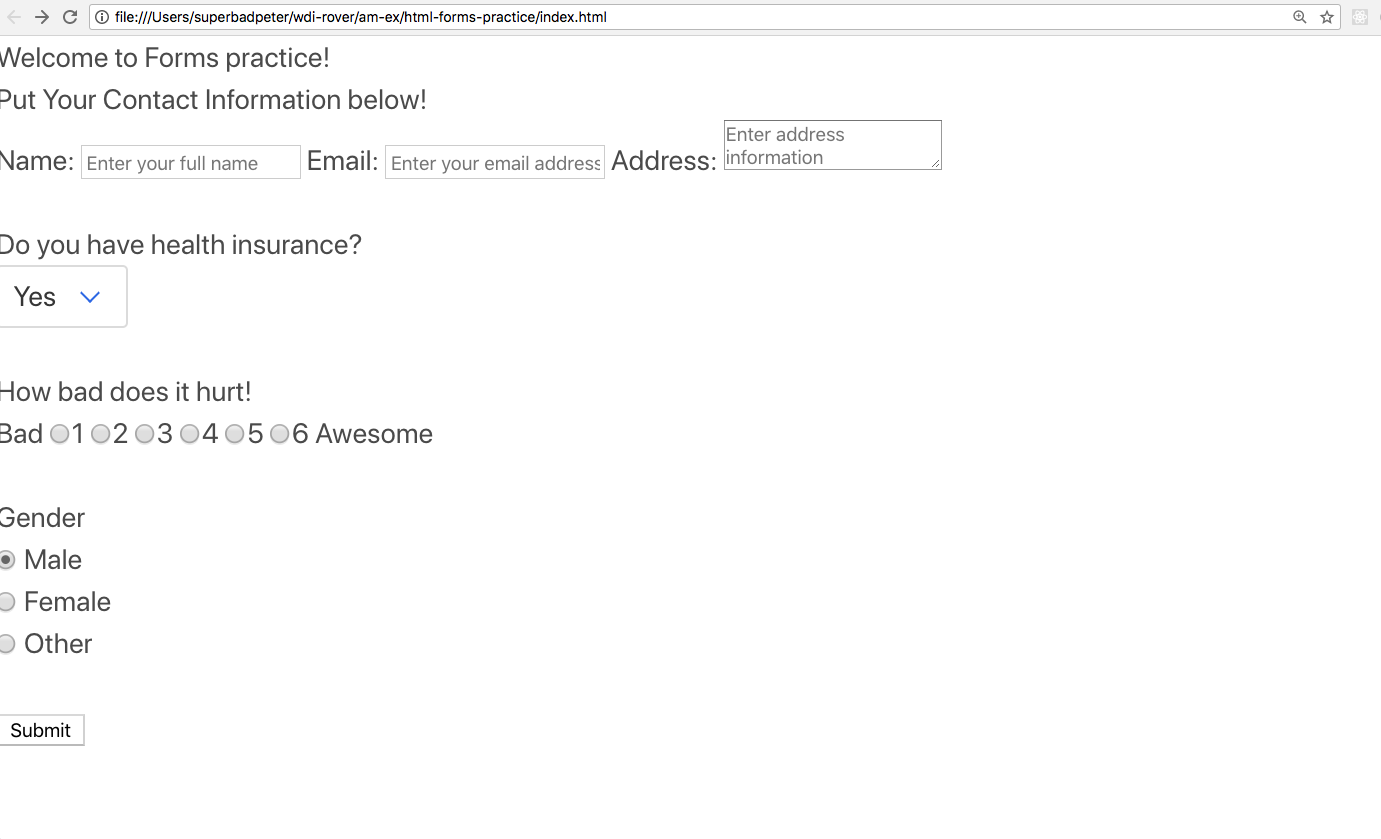 file:///Users/superbadpeter/wdi-rover/am-ex/html-forms-practice/index.html
Welcome to Forms practice!
Put Your Contact Information below!
Name: Enter your full name Email: Enter your email address Address: Enter address
information
Do you have health insurance?
Yes
How bad does it hurt!
Bad 1 2 3 4 5 6 Awesome
Gender
Male
Female
Other
Submit